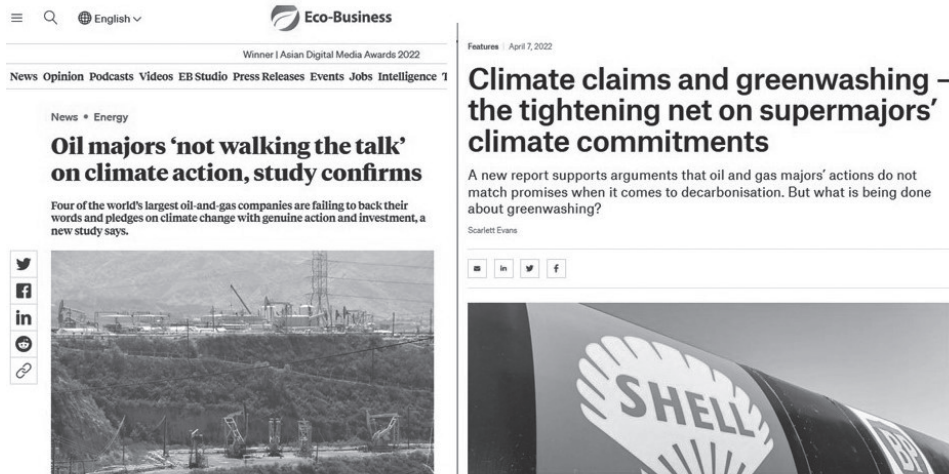 English
Eco-Business
Winner | Asian Digital Media Awards 2022
News Opinion Podcasts Videos EB Studio Press Releases Events Jobs Intelligence
News • Energy
Oil majors ‘not walking the talk’
on climate action, study confirms
Four of the world’s largest oil-and-gas companies are failing to back their
words and pledges on climate change with genuine action and investment, a
new study says.
Features | April 7, 2022
Climate claims and greenwashing –
the tightening net on supermajors’
climate commitments
A new report supports arguments that oil and gas majors’ actions do not
match promises when it comes to decarbonisation. But what is being done
about greenwashing?
Scarlett Evans
in
f
in
SHELL
BP